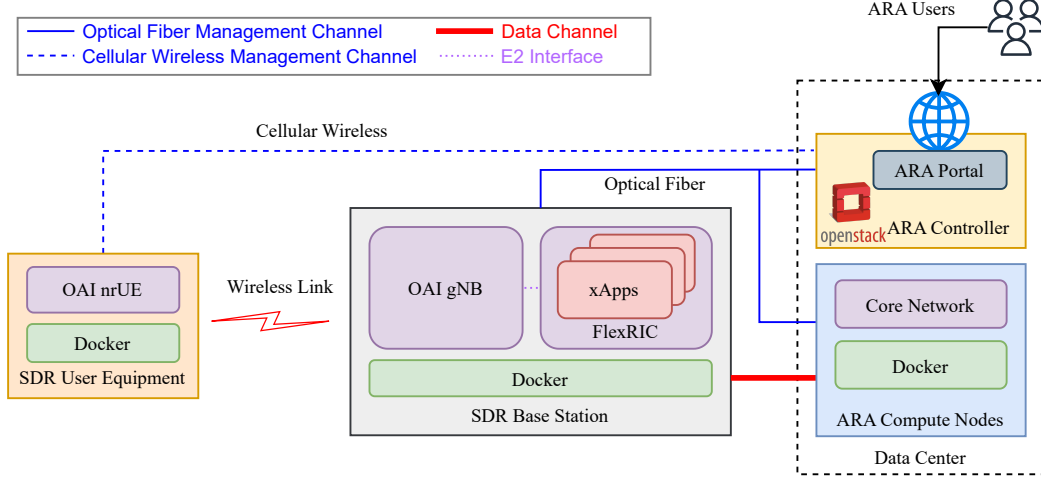 ARA Users
Optical Fiber Management Channel
Data Channel
Cellular Wireless Management Channel
E2 Interface
Cellular Wireless
Optical Fiber
ARA Portal
openstack
ARA Controller
OAI nrUE
Docker
SDR User Equipment
Wireless Link
OAI gNB
xApps
FlexRIC
Docker
SDR Base Station
Core Network
Docker
ARA Compute Nodes
Data Center